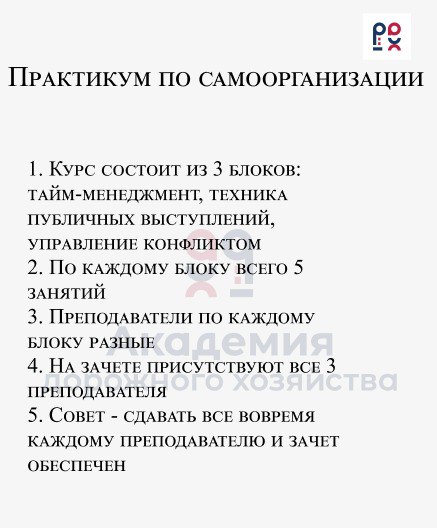 Практикум по самоорганизации
1. Курс состоит из 3 блоков:
тайм-менеджмент, техника
публичных выступлений,
управление конфликтом
2. По каждому блоку всего 5
занятий
3. Преподаватели по каждому
блоку разные
Академия
4. На зачете присутствуют все 3
дорожного хозяйства
преподавателя
5. Совет - сдавать все вовремя
каждому преподавателю и зачет
обеспечен